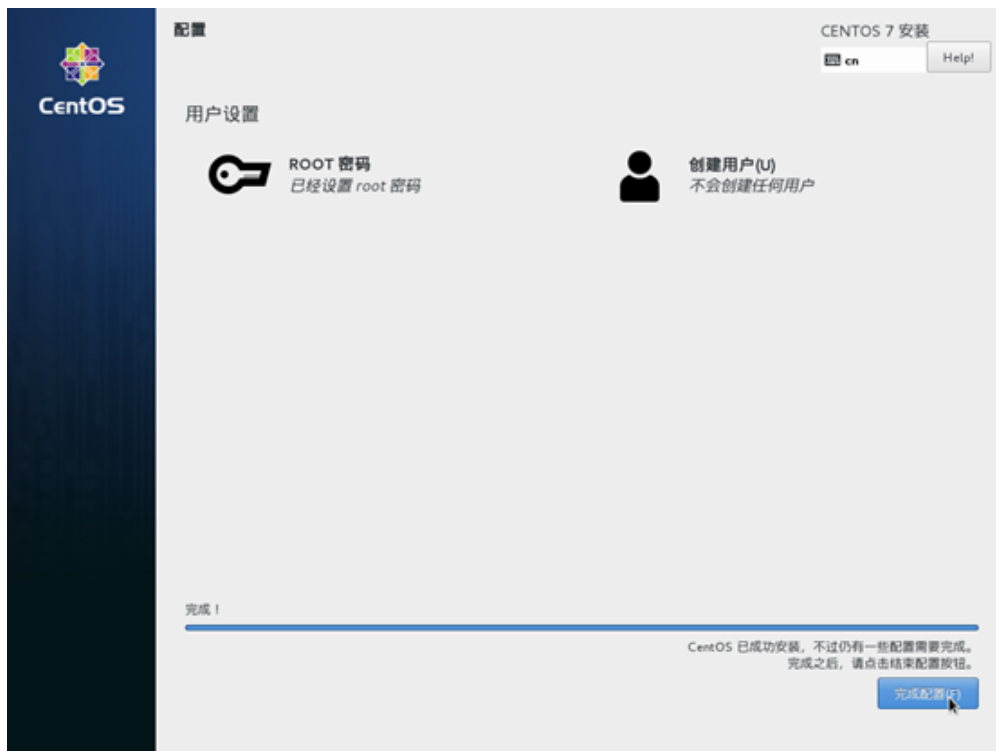 CentOS
配置
CENTOS 7 安装
cn
Help!
用户设置
ROOT 密码
已经设置 root 密码
创建用户(U)
不会创建任何用户
完成！
CentOS 已成功安装，不过仍有一些配置需要完成。
完成之后，请点击结束配置按钮。
完成配置(F)